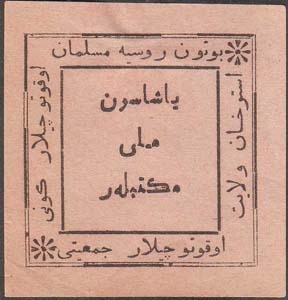 بوتون روسیه مسلمان
اوقوتوچیلار کونی
یاشاسون
ملی
مکتبلەر
استرخان ولایت
اوقوتوچیلار جمعیتی